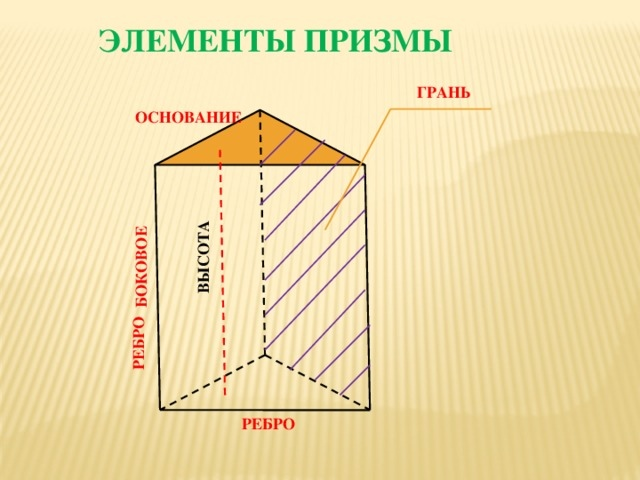 ЭЛЕМЕНТЫ ПРИЗМЫ
ГРАНЬ
ОСНОВАНИЕ
РЕБРО БОКОВОЕ
ВЫСОТА
РЕБРО